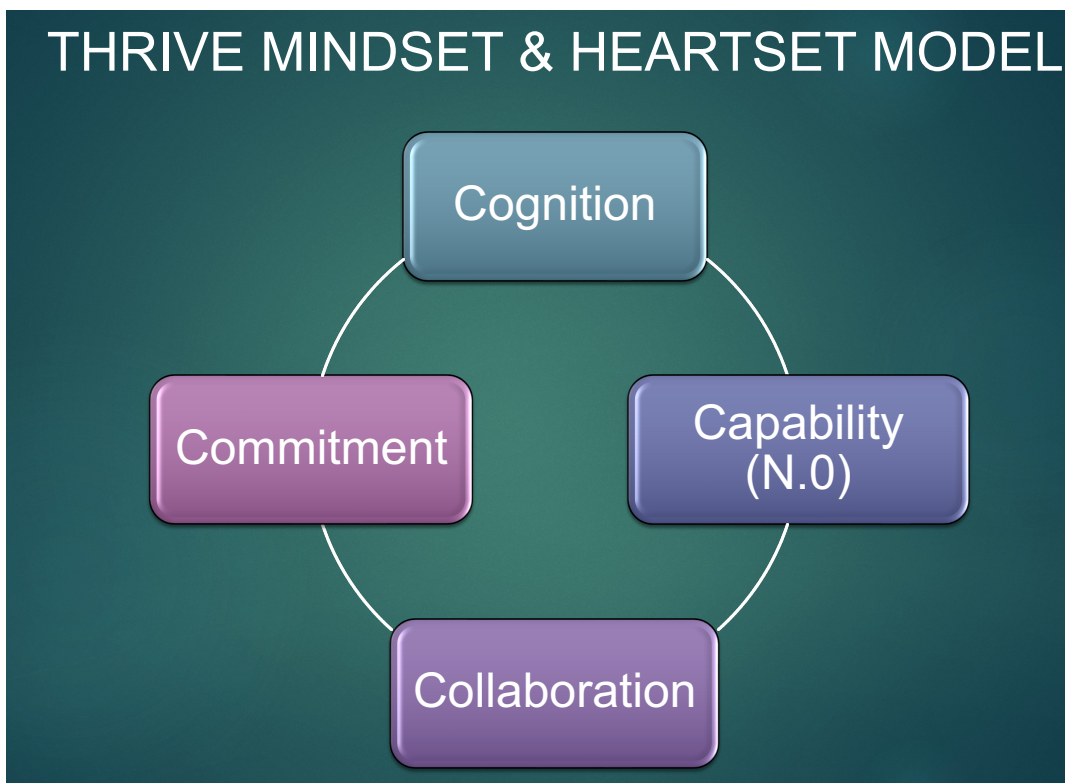 THRIVE MINDSET & HEARTSET MODEL
Cognition
Commitment
Capability
(N.0)
Collaboration